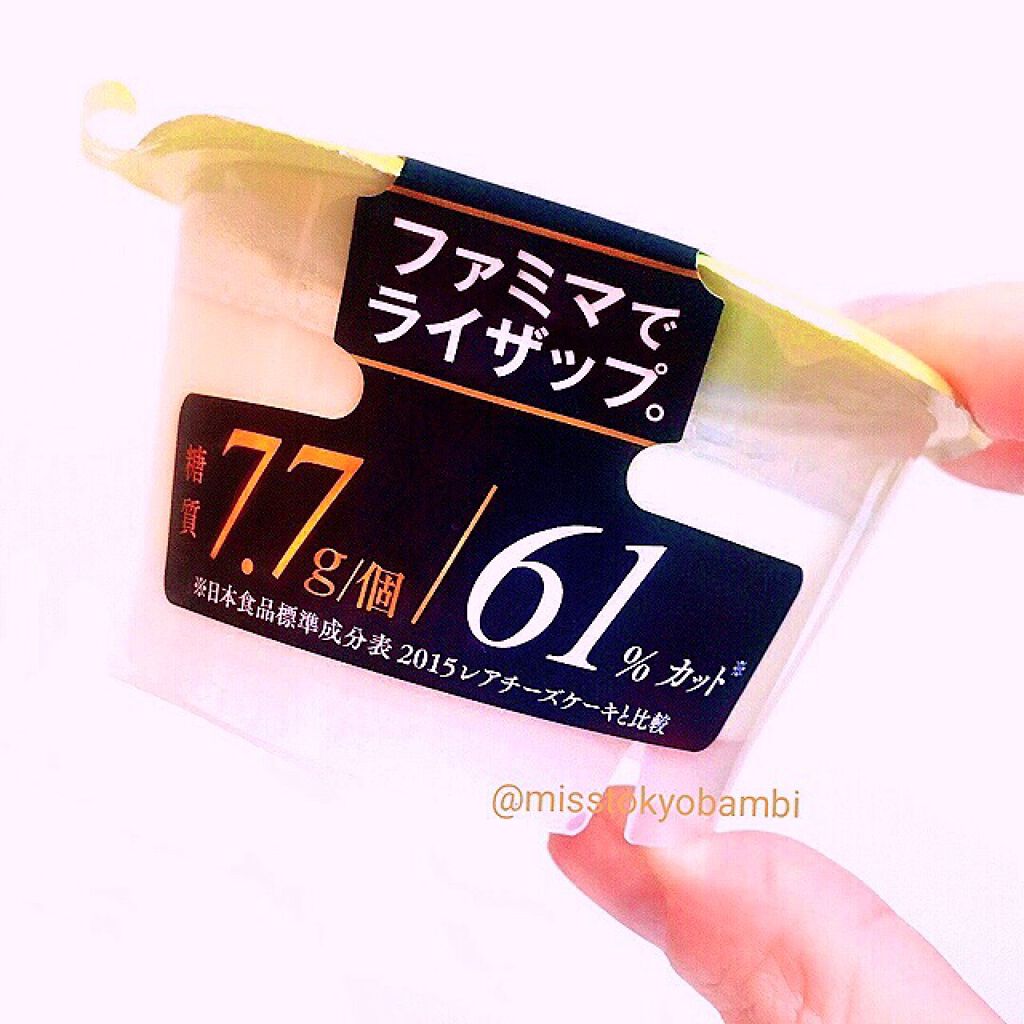 ファミマで
ライザップ。
糖質 7.7g/個 / 61% カット※
※日本食品標準成分表 2015レアチーズケーキと比較
@misstokyobambi